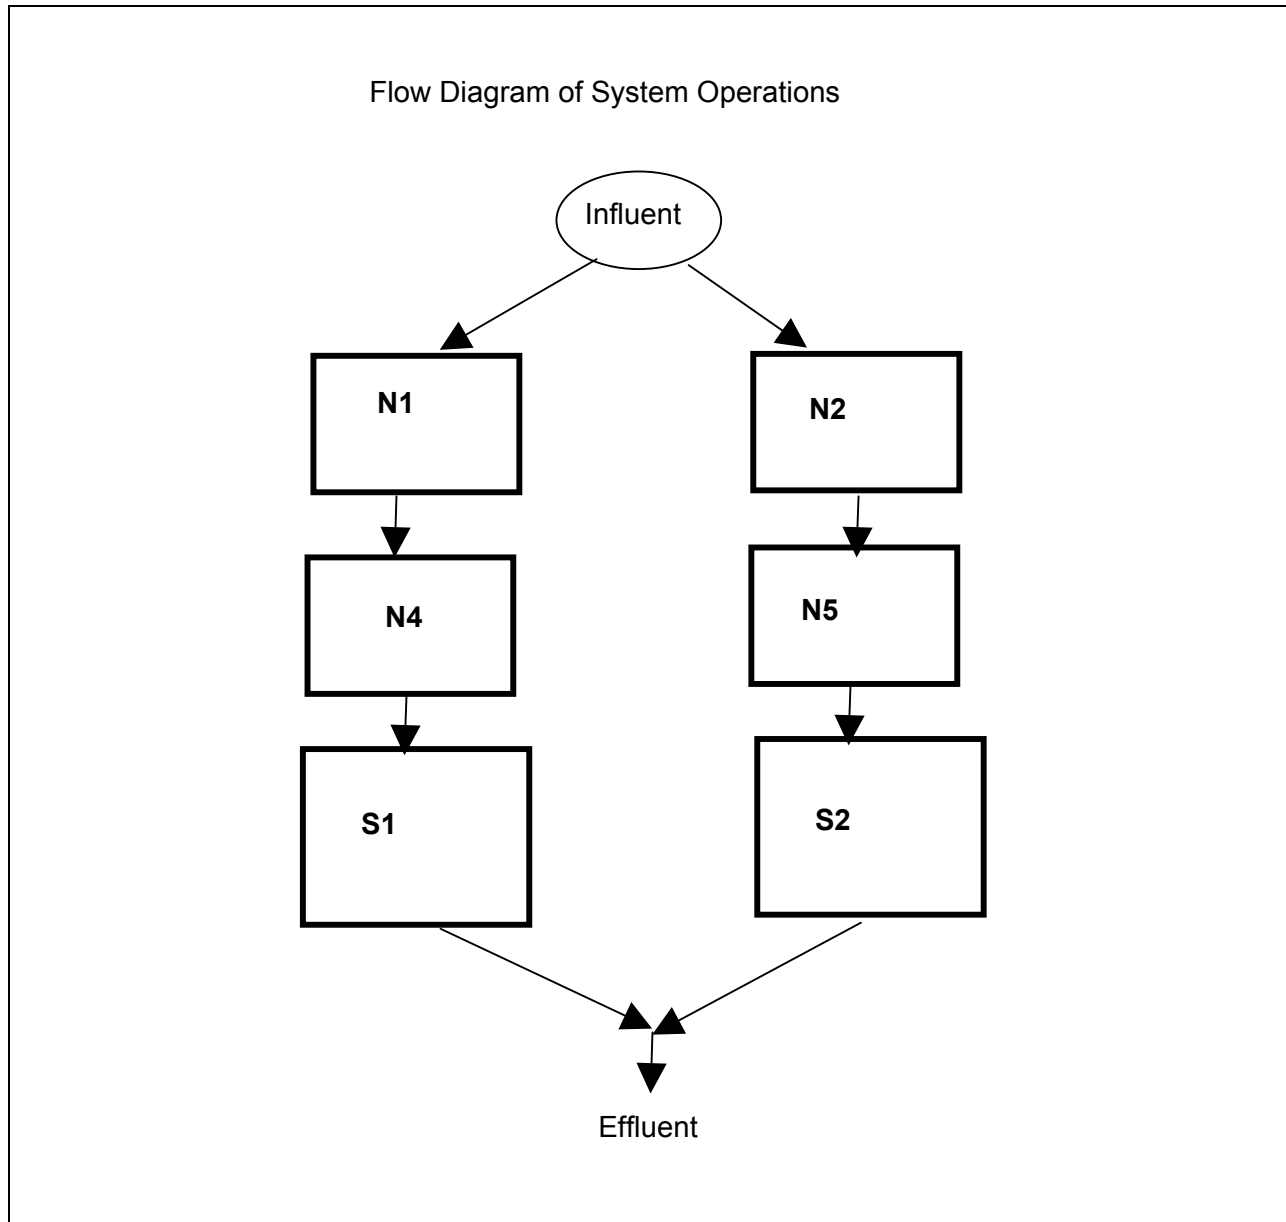 Flow Diagram of System Operations
Influent
N1
N2
N4
N5
S1
S2
Effluent